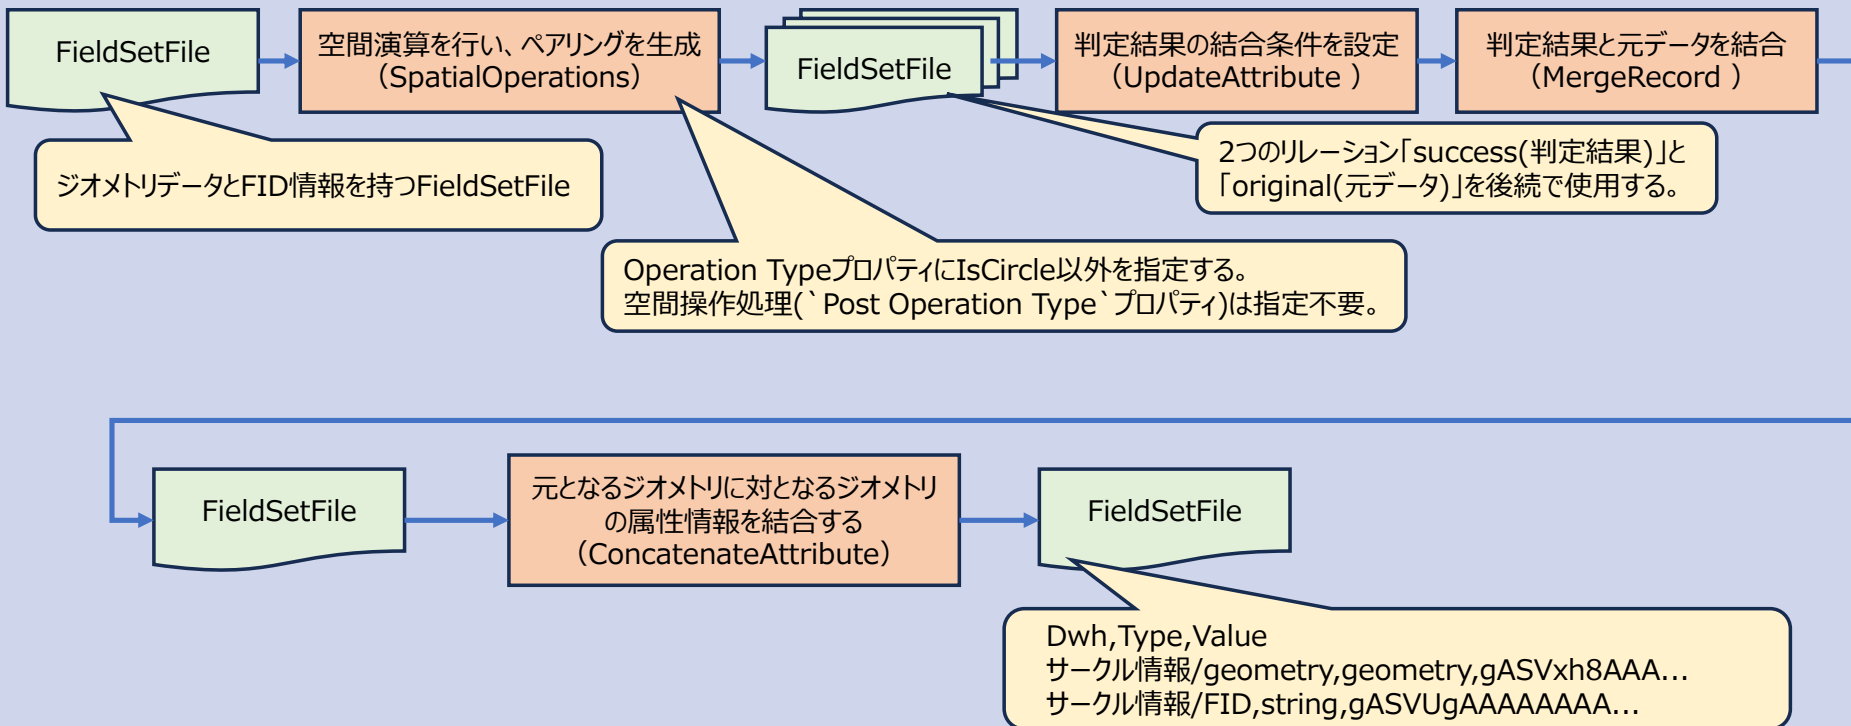 FieldSetFile
空間演算を行い、ペアリングを生成
（SpatialOperations）
FieldSetFile
判定結果の結合条件を設定
（UpdateAttribute ）
判定結果と元データを結合
（MergeRecord ）
ジオメトリデータとFID情報を持つFieldSetFile
2つのリレーション「success(判定結果)」と
「original(元データ)」を後続で使用する。
Operation TypeプロパティにIsCircle以外を指定する。
空間操作処理(`Post Operation Type`プロパティ)は指定不要。
FieldSetFile
元となるジオメトリに対となるジオメトリ
の属性情報を結合する
（ConcatenateAttribute）
FieldSetFile
Dwh,Type,Value
サークル情報/geometry,geometry,gASVxh8AAA...
サークル情報/FID,string,gASVUgAAAAAAAA...